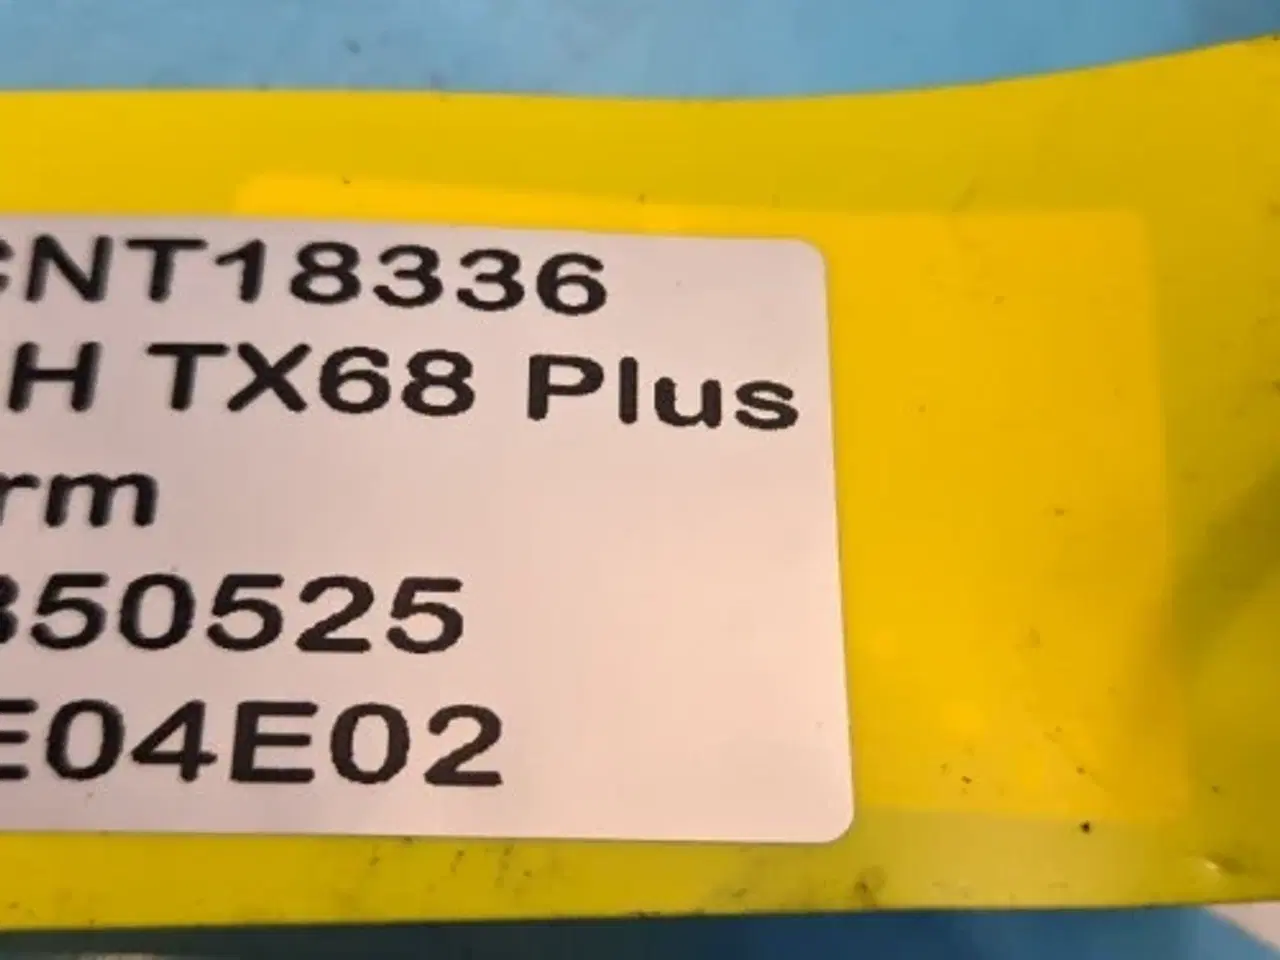 CNT18336
H TX68 Plus
rm
350525
E04E02